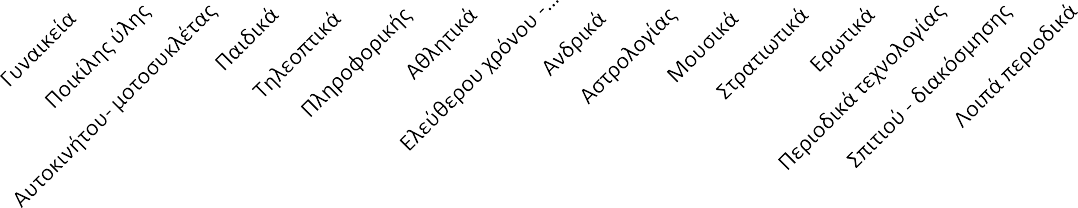 Γυναικεία
Ποικίλης ύλης
Αυτοκινήτου- μοτοσυκλέτας
Παιδικά
Τηλεοπτικά
Πληροφορικής
Αθλητικά
Ελεύθερου χρόνου -...
Ανδρικά
Αστρολογίας
Μουσικά
Στρατιωτικά
Ερωτικά
Περιοδικά τεχνολογίας
Σπιτιού - διακόσμησης
Λοιπά περιοδικά